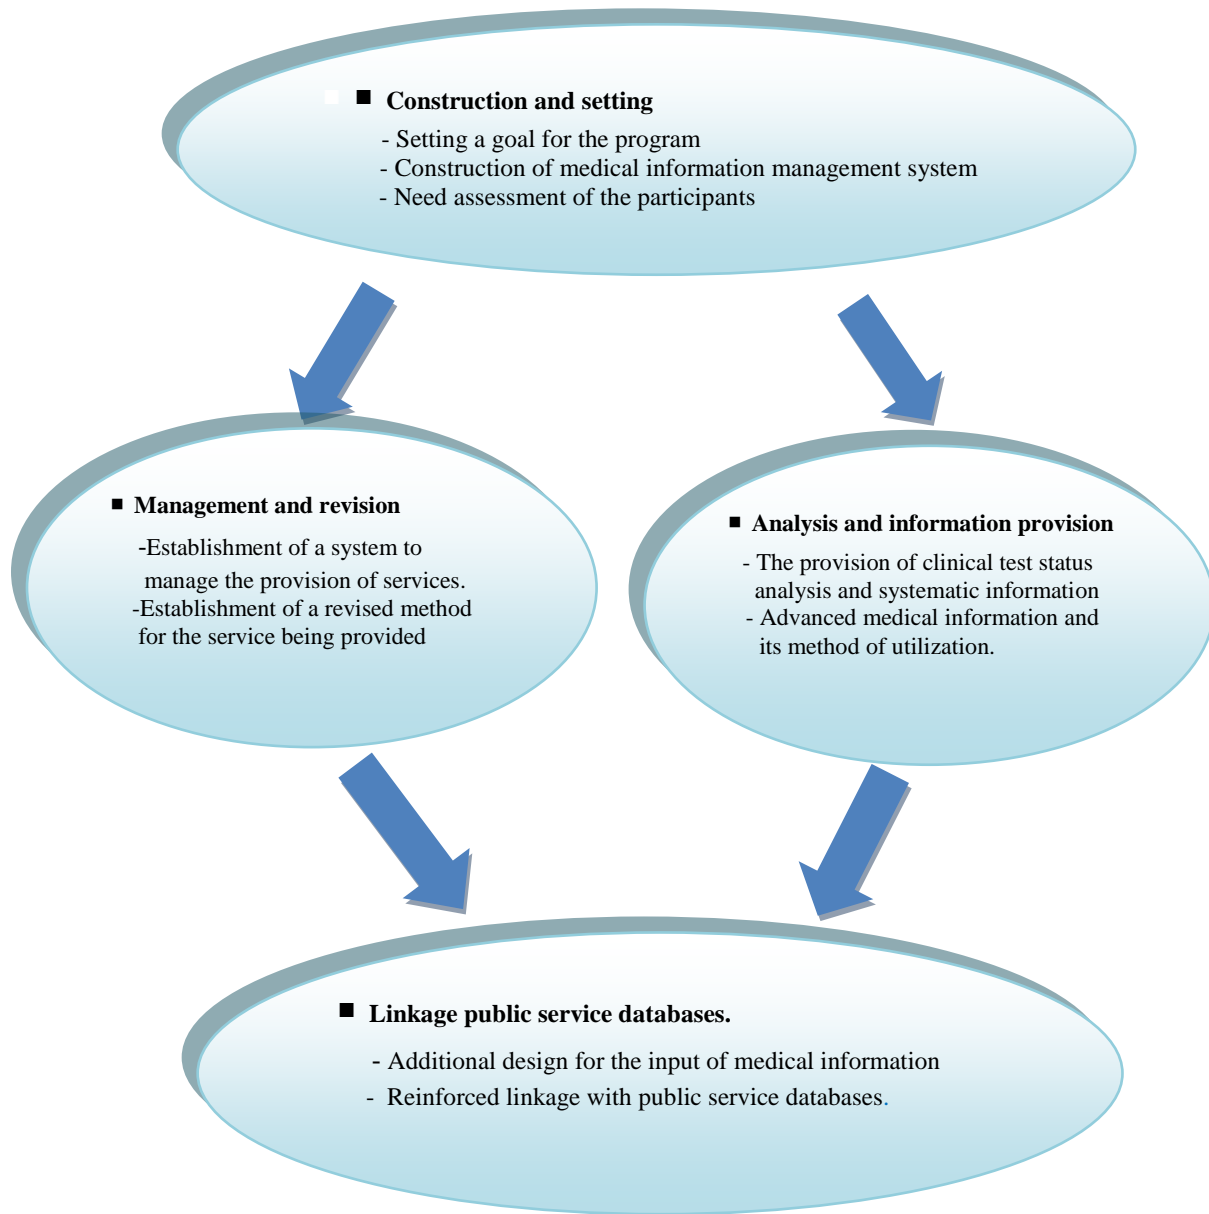 ■ Construction and setting
- Setting a goal for the program
- Construction of medical information management system
- Need assessment of the participants
■ Management and revision
-Establishment of a system to
manage the provision of services.
-Establishment of a revised method
for the service being provided
■ Analysis and information provision
- The provision of clinical test status
analysis and systematic information
- Advanced medical information and
its method of utilization.
■ Linkage public service databases.
- Additional design for the input of medical information
- Reinforced linkage with public service databases.